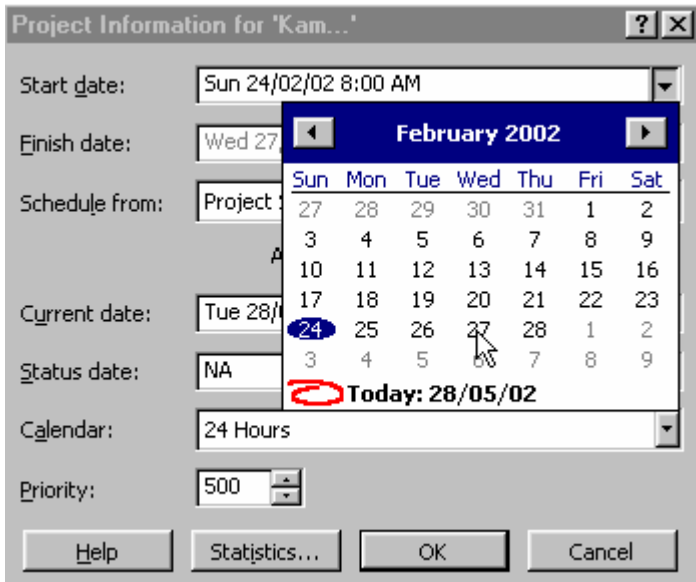 Project Information for 'Kam...'
Start date: Sun 24/02/02 8:00 AM
February 2002
Finish date: Wed 27
Sun Mon Tue Wed Thu Fri Sat
27 28 29 30 31 1 2
Schedule from: Project
3 4 5 6 7 8 9
10 11 12 13 14 15 16
17 18 19 20 21 22 23
Current date: Tue 28/
24 25 26 27 28 1 2
3 4 5 6 7 8 9
Status date: NA
Today: 28/05/02
Calendar: 24 Hours
Priority: 500
Help Statistics... OK Cancel